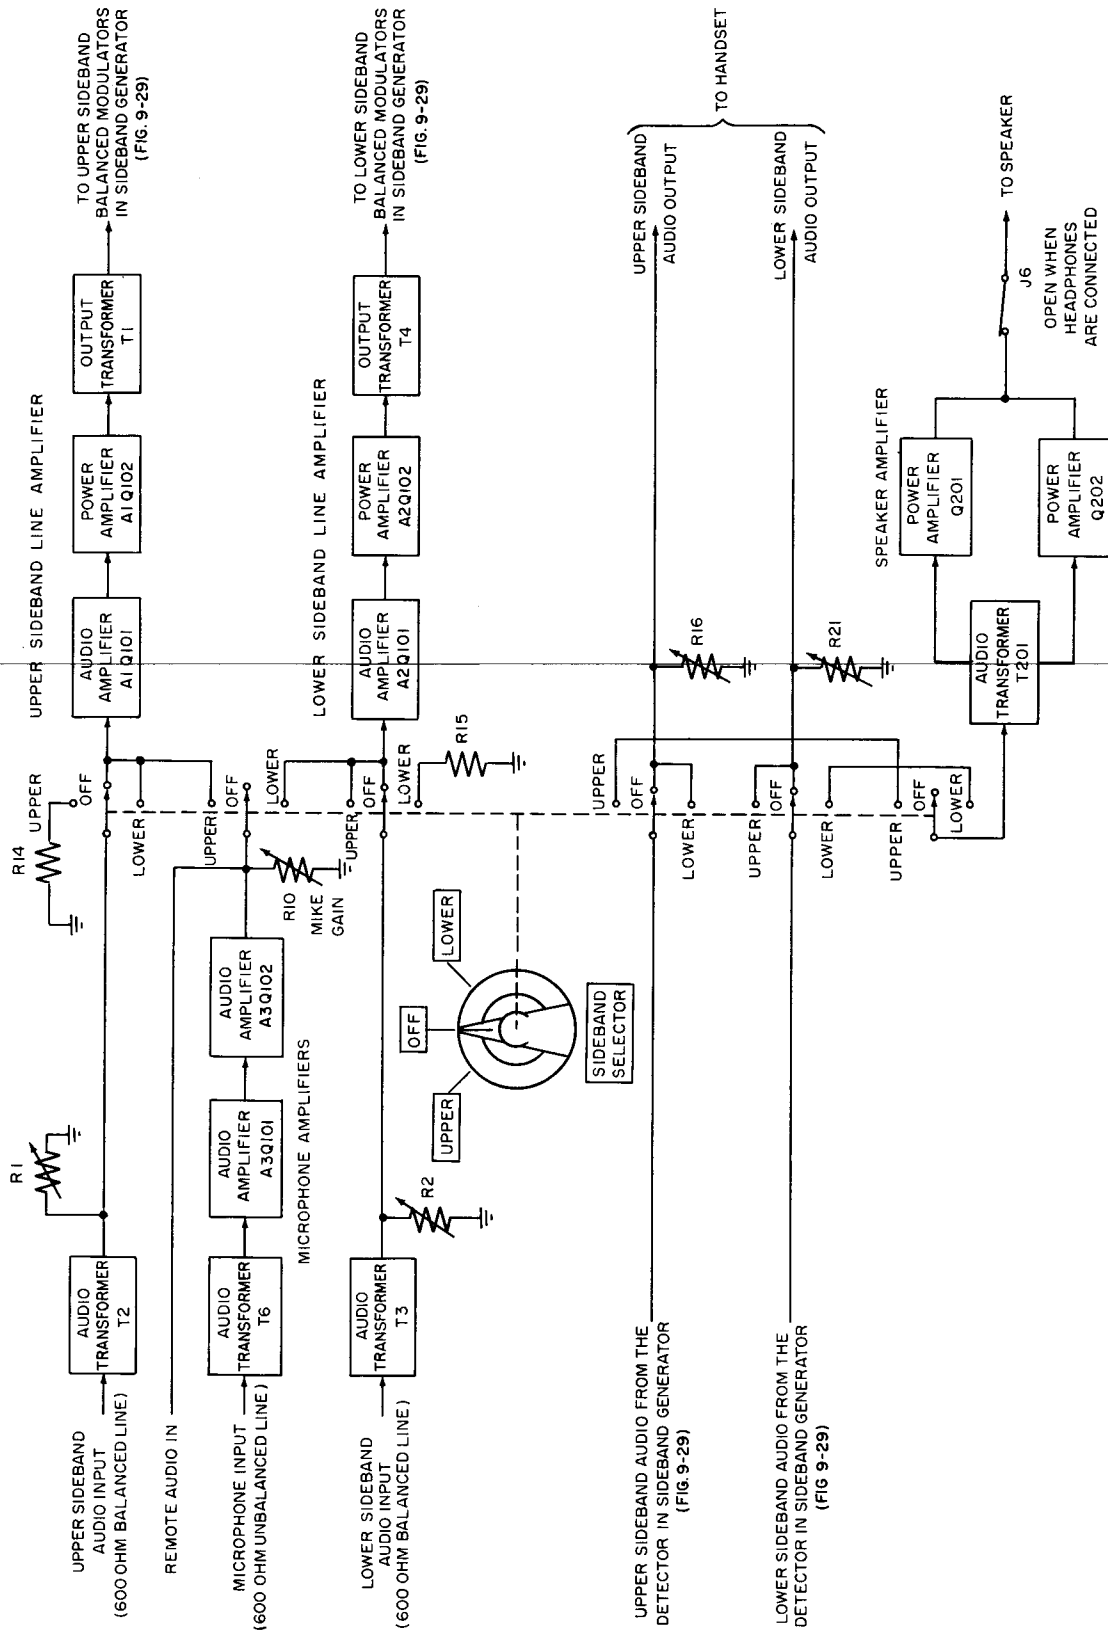 UPPER SIDEBAND
AUDIO INPUT
(600 OHM BALANCED LINE)
AUDIO
TRANSFORMER
T2
R1
R14
UPPER
OFF
LOWER
UPPER SIDEBAND LINE AMPLIFIER
AUDIO
AMPLIFIER
A1Q101
POWER
AMPLIFIER
A1Q102
OUTPUT
TRANSFORMER
T1
TO UPPER SIDEBAND
BALANCED MODULATORS
IN SIDEBAND GENERATOR
(FIG. 9-29)
REMOTE AUDIO IN
MICROPHONE INPUT
(600 OHM UNBALANCED LINE)
AUDIO
TRANSFORMER
T6
AUDIO
AMPLIFIER
A3Q101
AUDIO
AMPLIFIER
A3Q102
MICROPHONE AMPLIFIERS
R10
MIKE
GAIN
UPPER
OFF
LOWER
LOWER SIDEBAND
AUDIO INPUT
(600 OHM BALANCED LINE)
AUDIO
TRANSFORMER
T3
R2
UPPER
OFF
LOWER
R15
LOWER SIDEBAND LINE AMPLIFIER
AUDIO
AMPLIFIER
A2Q101
POWER
AMPLIFIER
A2Q102
OUTPUT
TRANSFORMER
T4
TO LOWER SIDEBAND
BALANCED MODULATORS
IN SIDEBAND GENERATOR
(FIG. 9-29)
UPPER
OFF
LOWER
SIDEBAND
SELECTOR
UPPER SIDEBAND AUDIO FROM THE
DETECTOR IN SIDEBAND GENERATOR
(FIG. 9-29)
UPPER
OFF
LOWER
R16
UPPER SIDEBAND
AUDIO OUTPUT
TO HANDSET
LOWER SIDEBAND AUDIO FROM THE
DETECTOR IN SIDEBAND GENERATOR
(FIG 9-29)
UPPER
OFF
LOWER
R21
LOWER SIDEBAND
AUDIO OUTPUT
UPPER
OFF
LOWER
SPEAKER AMPLIFIER
AUDIO
TRANSFORMER
T201
POWER
AMPLIFIER
Q201
POWER
AMPLIFIER
Q202
TO SPEAKER
J6
OPEN WHEN
HEADPHONES
ARE CONNECTED